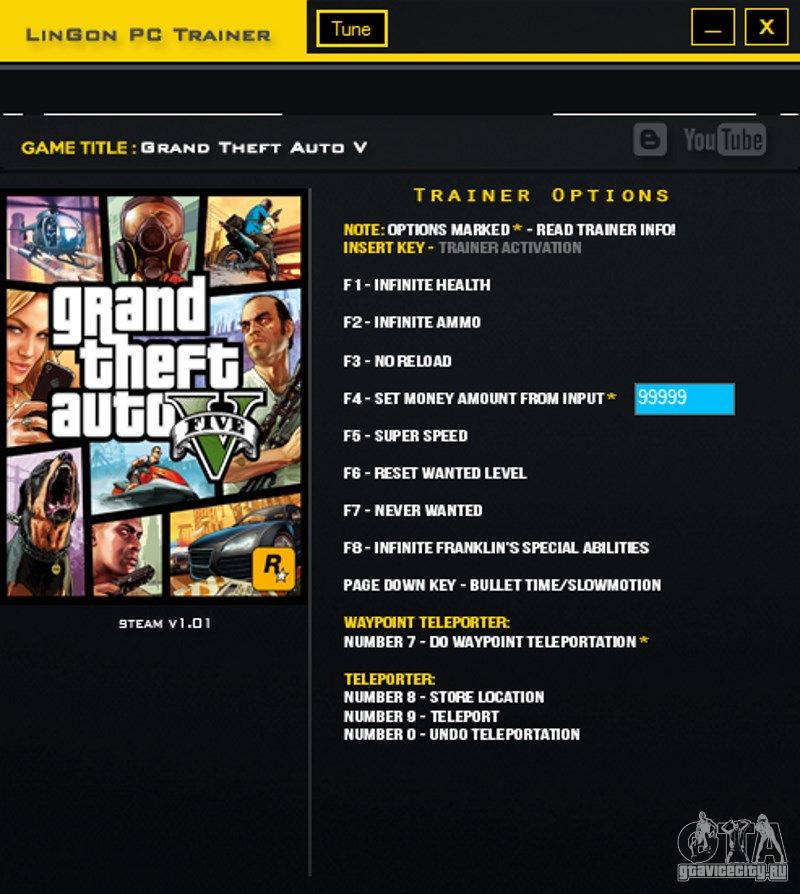 LinGon PC Trainer
Tune
X
GAME TITLE : Grand Theft Auto V
You Tube
Trainer Options
NOTE: OPTIONS MARKED * - READ TRAINER INFO!
INSERT KEY - TRAINER ACTIVATION
F1 - INFINITE HEALTH
F2 - INFINITE AMMO
F3 - NO RELOAD
F4 - SET MONEY AMOUNT FROM INPUT * 99999
F5 - SUPER SPEED
F6 - RESET WANTED LEVEL
F7 - NEVER WANTED
F8 - INFINITE FRANKLIN'S SPECIAL ABILITIES
PAGE DOWN KEY - BULLET TIME/SLOWMOTION
WAYPOINT TELEPORTER:
NUMBER 7 - DO WAYPOINT TELEPORTATION *
TELEPORTER:
NUMBER 8 - STORE LOCATION
NUMBER 9 - TELEPORT
NUMBER 0 - UNDO TELEPORTATION
grand
theft
auto V
FIVE
R
STEAM V1.01
GTA
gtavicecity.ru